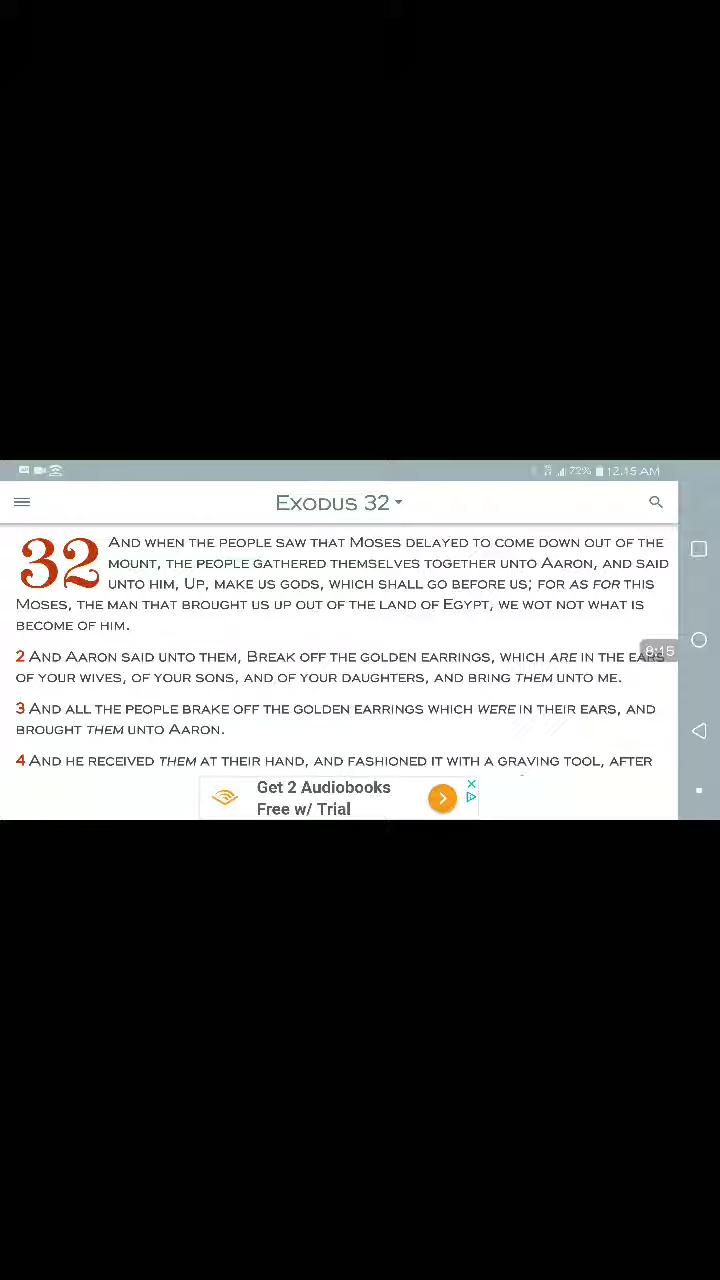 72% 12.15 AM
Exodus 32
32 And when the people saw that Moses delayed to come down out of the
mount, the people gathered themselves together unto Aaron, and said
unto him, Up, make us gods, which shall go before us; for as for this
Moses, the man that brought us up out of the land of Egypt, we wot not what is
become of him.
8:15
2 And Aaron said unto them, Break off the golden earrings, which are in the ears
of your wives, of your sons, and of your daughters, and bring them unto me.
3 And all the people brake off the golden earrings which were in their ears, and
brought them unto Aaron.
4 And he received them at their hand, and fashioned it with a graving tool, after
Get 2 Audiobooks
Free w/ Trial